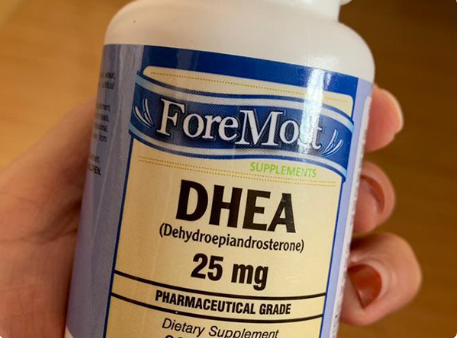 ForeMost
SUPPLEMENTS
DHEA
(Dehydroepiandrosterone)
25 mg
PHARMACEUTICAL GRADE
Dietary Supplement